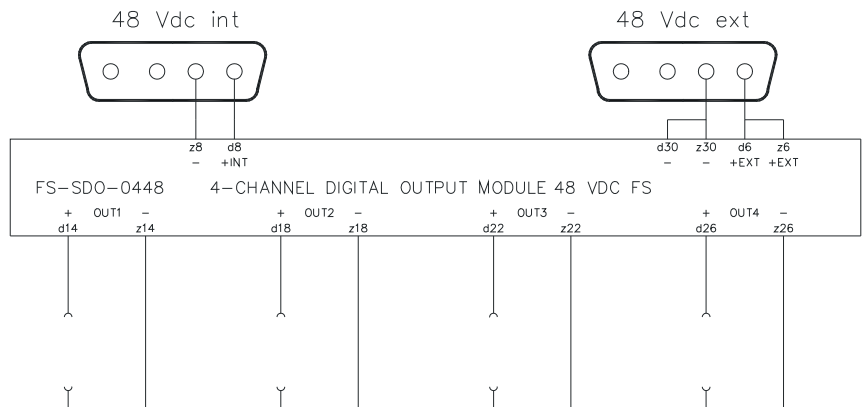 48 Vdc int 48 Vdc ext
z8 d8 d30 z30 d6 z6
− +INT − − +EXT +EXT
FS−SDO−0448 4−CHANNEL DIGITAL OUTPUT MODULE 48 VDC FS
+ OUT1 − + OUT2 − + OUT3 − + OUT4 −
d14 z14 d18 z18 d22 z22 d26 z26